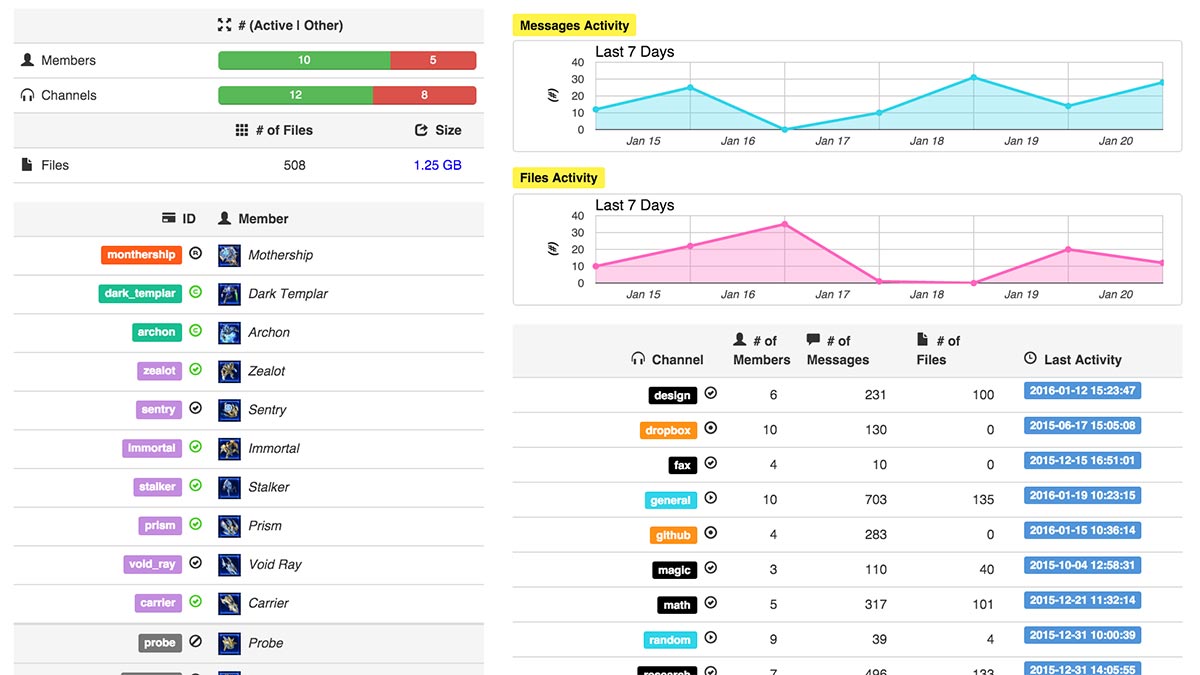 # (Active | Other)
Members 10 5
Channels 12 8
# of Files Size
Files 508 1.25 GB
ID Member
monthership R Mothership
dark_templar C Dark Templar
archon C Archon
zealot Zealot
sentry Sentry
immortal Immortal
stalker Stalker
prism Prism
void_ray Void Ray
carrier Carrier
probe Probe
Messages Activity
Last 7 Days
(#)
40
30
20
10
0
Jan 15 Jan 16 Jan 17 Jan 18 Jan 19 Jan 20
Files Activity
Last 7 Days
(#)
40
30
20
10
0
Jan 15 Jan 16 Jan 17 Jan 18 Jan 19 Jan 20
Channel # of Members # of Messages # of Files Last Activity
design 6 231 100 2016-01-12 15:23:47
dropbox 10 130 0 2015-06-17 15:05:08
fax 4 10 0 2015-12-15 16:51:01
general 10 703 135 2016-01-19 10:23:15
github 4 283 0 2016-01-15 10:36:14
magic 3 110 40 2015-10-04 12:58:31
math 5 317 101 2015-12-21 11:32:14
random 9 39 4 2015-12-31 10:00:39
research 7 496 133 2015-12-31 14:05:55